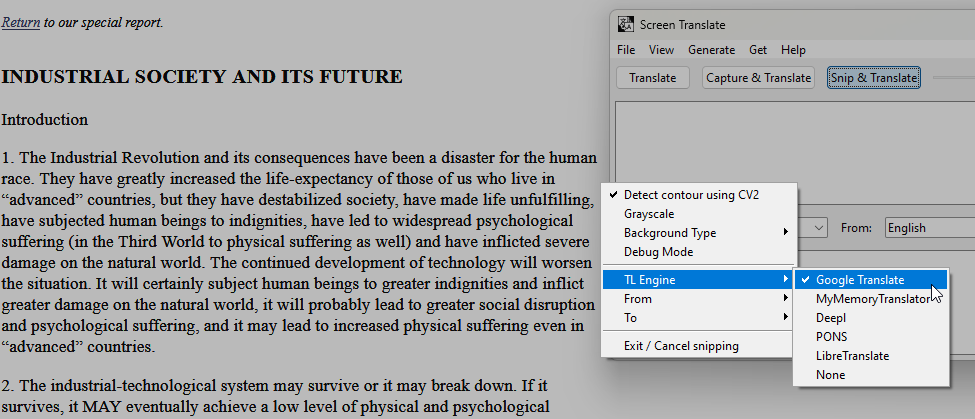 Return to our special report.
INDUSTRIAL SOCIETY AND ITS FUTURE
Introduction
1. The Industrial Revolution and its consequences have been a disaster for the human
race. They have greatly increased the life-expectancy of those of us who live in
“advanced” countries, but they have destabilized society, have made life unfulfilling,
have subjected human beings to indignities, have led to widespread psychological
suffering (in the Third World to physical suffering as well) and have inflicted severe
damage on the natural world. The continued development of technology will worsen
the situation. It will certainly subject human beings to greater indignities and inflict
greater damage on the natural world, it will probably lead to greater social disruption
and psychological suffering, and it may lead to increased physical suffering even in
“advanced” countries.
2. The industrial-technological system may survive or it may break down. If it
survives, it MAY eventually achieve a low level of physical and psychological
Screen Translate
File View Generate Get Help
Translate Capture & Translate Snip & Translate
From: English
Detect contour using CV2
Grayscale
Background Type
Debug Mode
TL Engine
From
To
Exit / Cancel snipping
Google Translate
MyMemoryTranslator
Deepl
PONS
LibreTranslate
None